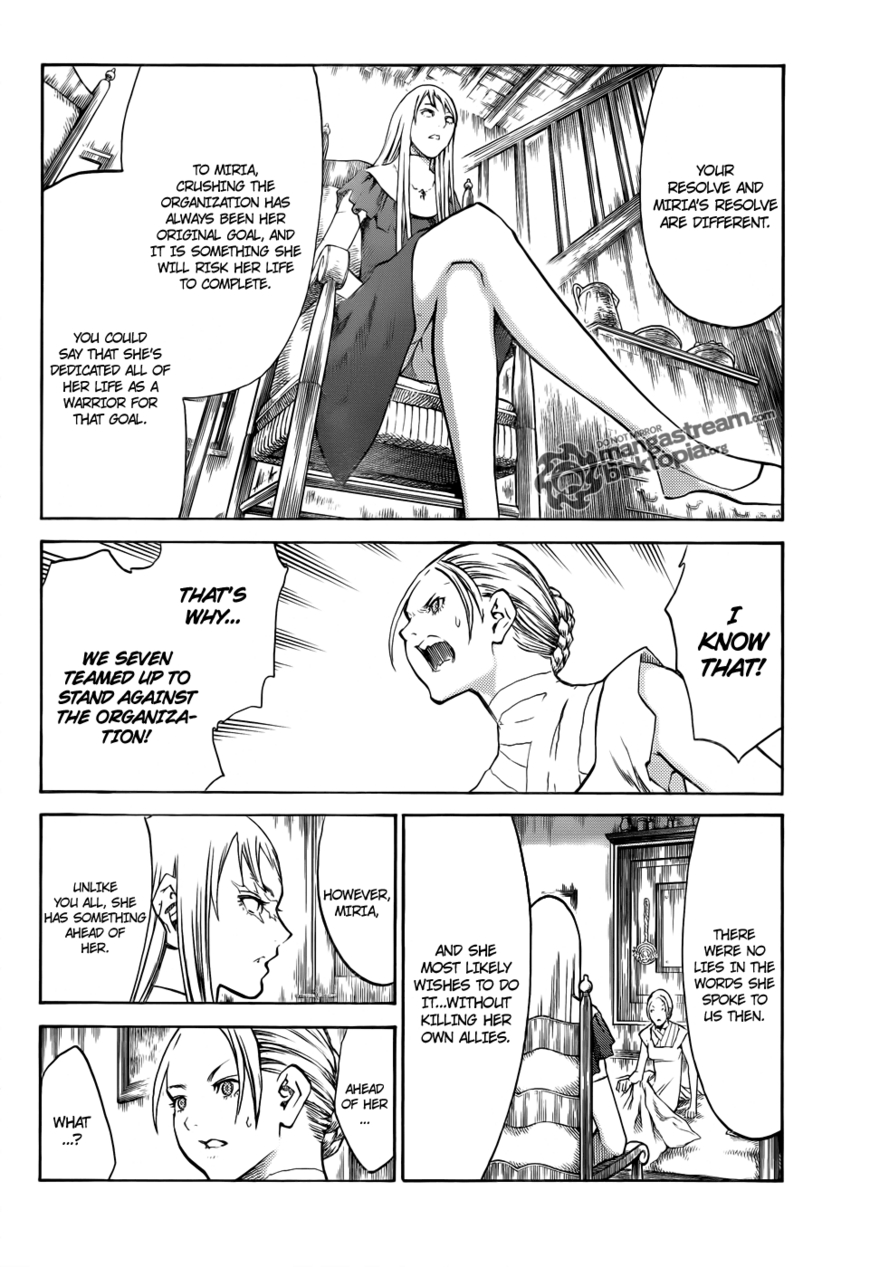 YOUR
RESOLVE AND
MIRIA'S RESOLVE
ARE DIFFERENT.
TO MIRIA,
CRUSHING THE
ORGANIZATION HAS
ALWAYS BEEN HER
ORIGINAL GOAL, AND
IT IS SOMETHING SHE
WILL RISK HER LIFE
TO COMPLETE.
YOU COULD
SAY THAT SHE'S
DEDICATED ALL OF
HER LIFE AS A
WARRIOR FOR
THAT GOAL.
DO NOT MIRROR
mangastream.com
binktopia.org
I
KNOW
THAT!
THAT'S
WHY...
WE SEVEN
TEAMED UP TO
STAND AGAINST
THE ORGANIZA-
TION!
THERE
WERE NO
LIES IN THE
WORDS SHE
SPOKE TO
US THEN.
AND SHE
MOST LIKELY
WISHES TO DO
IT...WITHOUT
KILLING HER
OWN ALLIES.
HOWEVER,
MIRIA,
UNLIKE
YOU ALL, SHE
HAS SOMETHING
AHEAD OF
HER.
AHEAD
OF HER
...
WHAT
...?